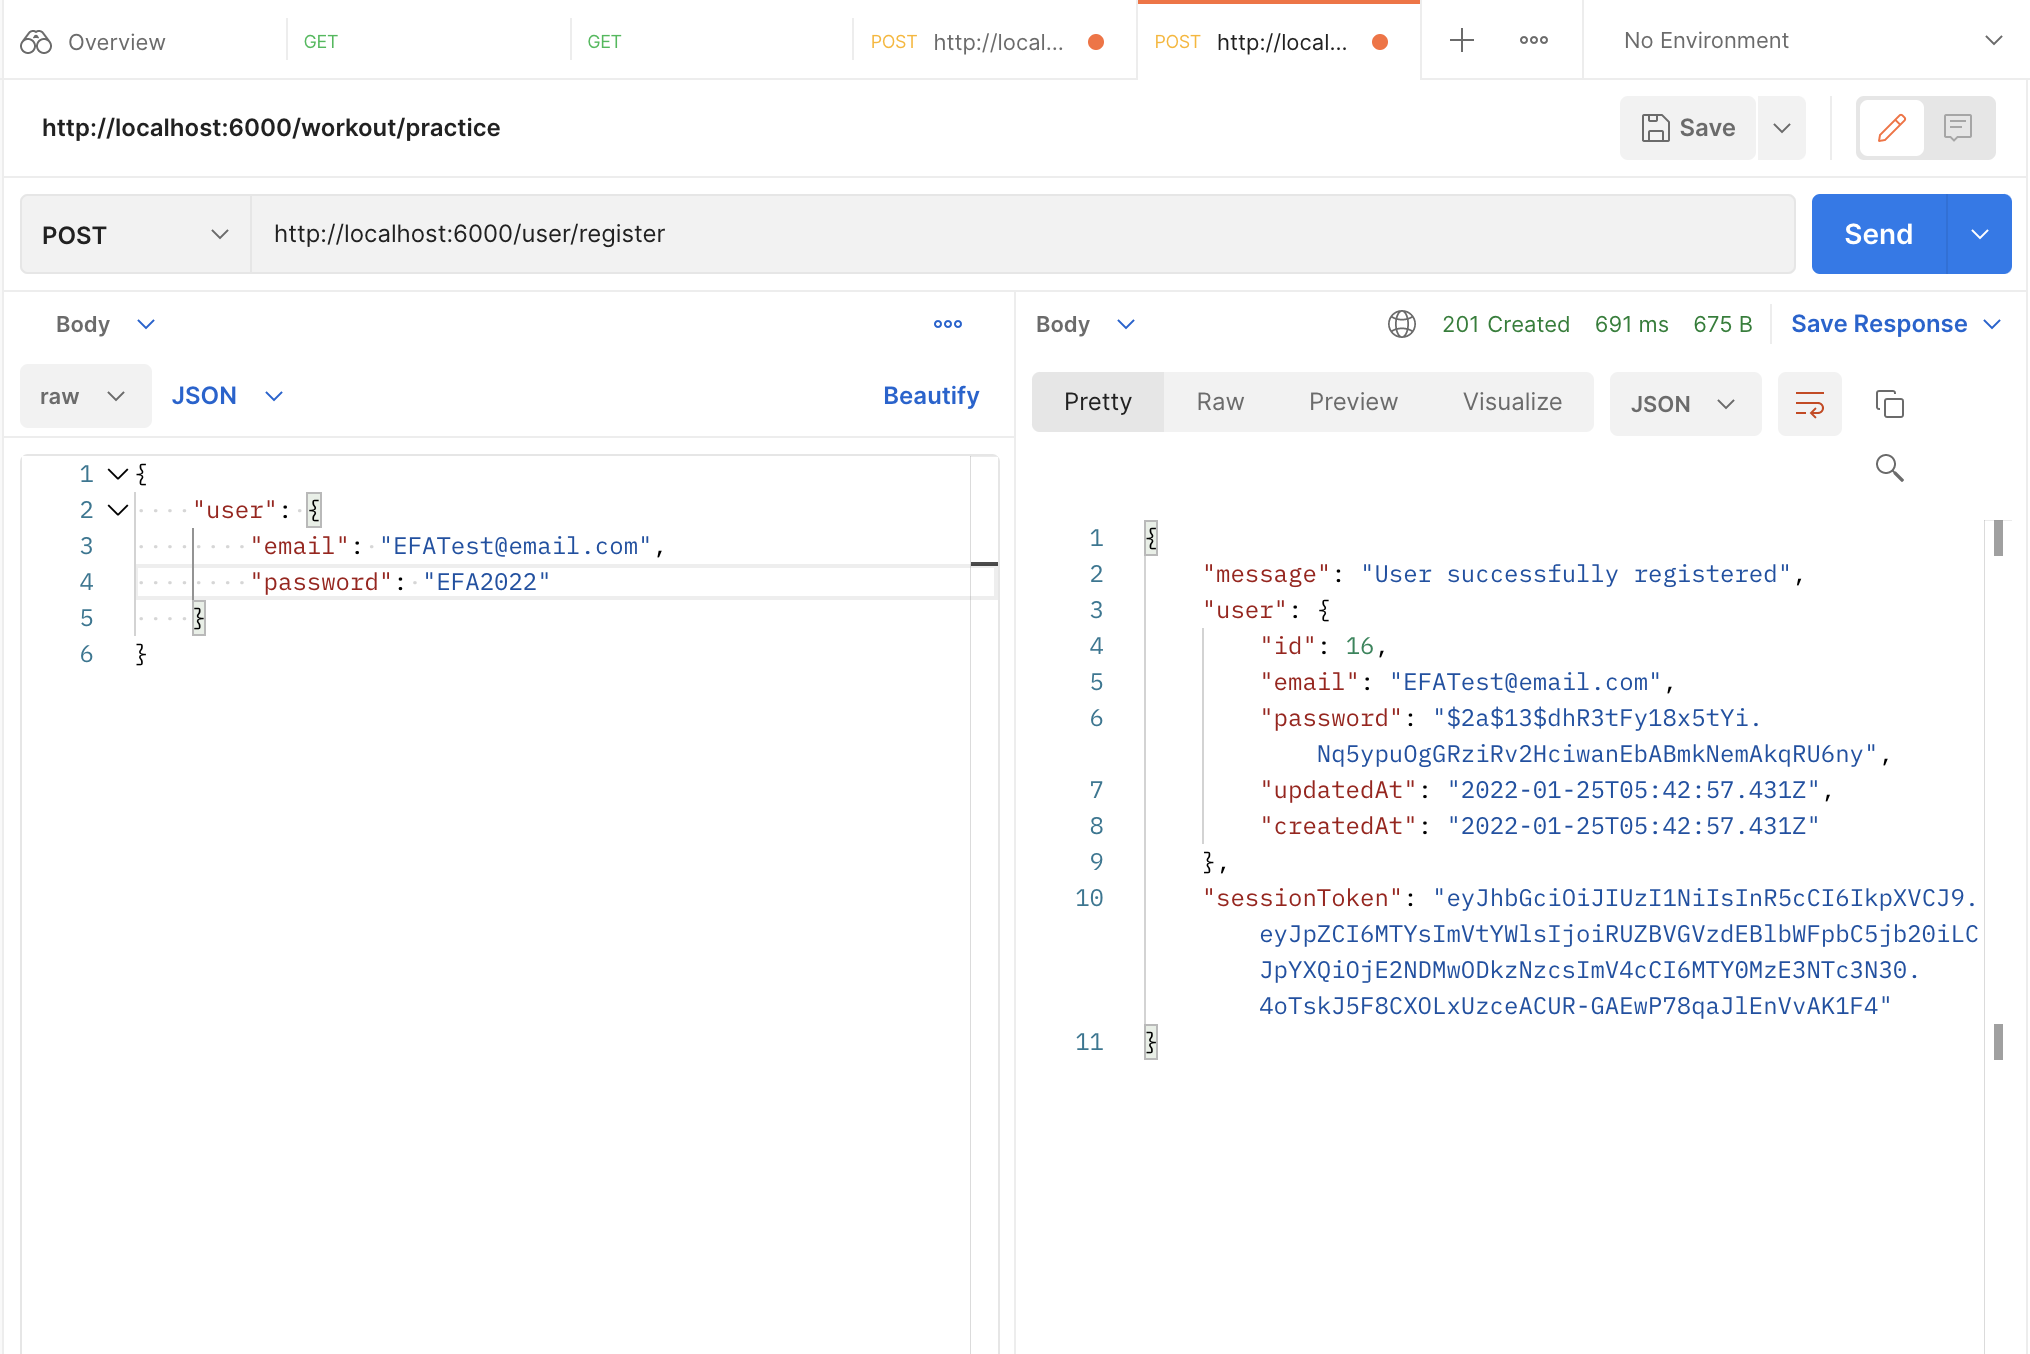 Overview
GET
GET
POST http://local...
POST http://local...
No Environment
http://localhost:6000/workout/practice
Save
POST
http://localhost:6000/user/register
Send
Body
Body
201 Created 691 ms 675 B
Save Response
raw
JSON
Beautify
Pretty
Raw
Preview
Visualize
JSON
1 {
2 "user": {
3 "email": "EFATest@email.com",
4 "password": "EFA2022"
5 }
6 }
1 {
2 "message": "User successfully registered",
3 "user": {
4 "id": 16,
5 "email": "EFATest@email.com",
6 "password": "$2a$13$dhR3tFy18x5tYi.
Nq5ypuOgGRziRv2HciwanEbABmkNemAkqRU6ny",
7 "updatedAt": "2022-01-25T05:42:57.431Z",
8 "createdAt": "2022-01-25T05:42:57.431Z"
9 },
10 "sessionToken": "eyJhbGciOiJIUzI1NiIsInR5cCI6IkpXVCJ9.
eyJpZCI6MTYsImVtYWlsIjoiRUZBVGVzdEBlbWFpbC5jb20iLC
JpYXQiOjE2NDMwODkzNzcsImV4cCI6MTY0MzE3NTc3N30.
4oTskJ5F8CXOLxUzceACUR-GAEwP78qaJlEnVvAK1F4"
11 }